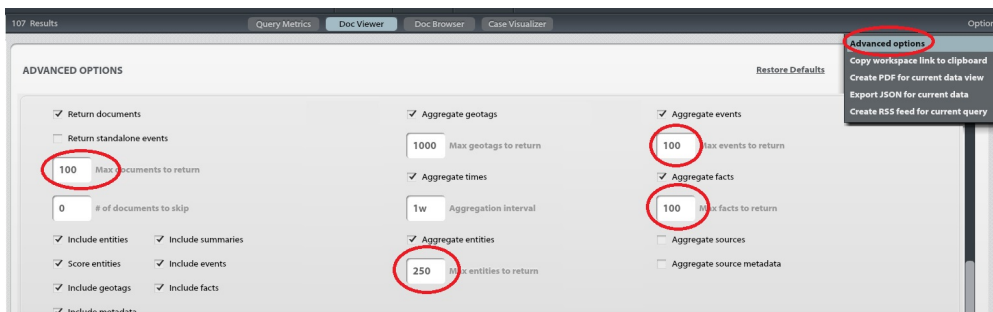 107 Results
Query Metrics
Doc Viewer
Doc Browser
Case Visualizer
Option
Advanced options
Copy workspace link to clipboard
Create PDF for current data view
Export JSON for current data
Create RSS feed for current query
ADVANCED OPTIONS
Restore Defaults
Return documents
Return standalone events
100 Max documents to return
0 # of documents to skip
Include entities Include summaries
Score entities Include events
Include geotags Include facts
Include metadata
Aggregate geotags
1000 Max geotags to return
Aggregate times
1w Aggregation interval
Aggregate entities
250 Max entities to return
Aggregate events
100 Max events to return
Aggregate facts
100 Max facts to return
Aggregate sources
Aggregate source metadata